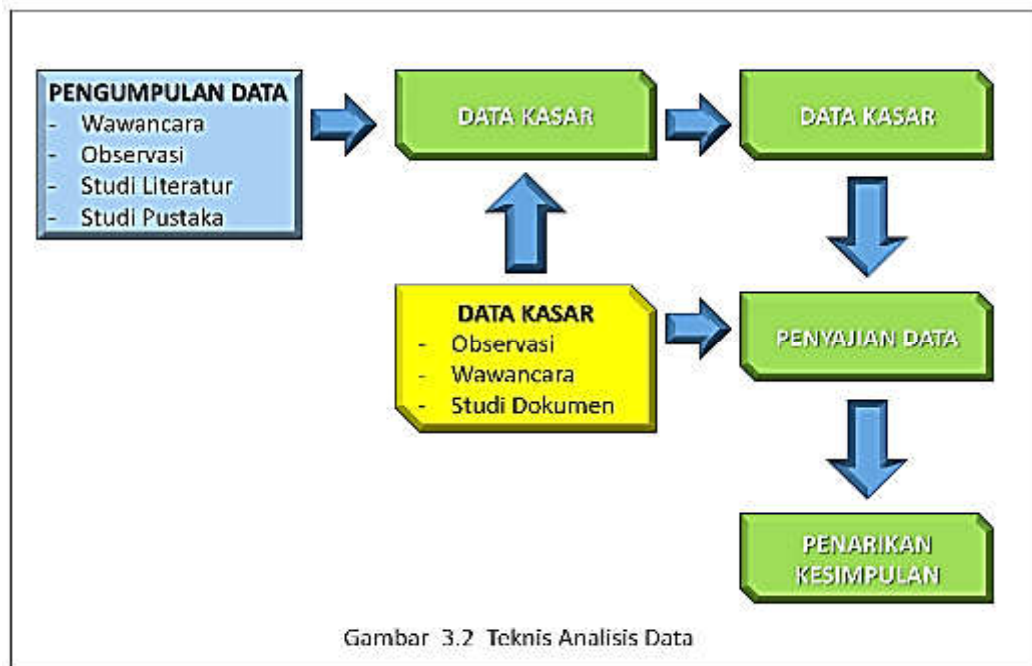 PENGUMPULAN DATA
- Wawancara
- Observasi
- Studi Literatur
- Studi Pustaka
DATA KASAR
DATA KASAR
DATA KASAR
- Observasi
- Wawancara
- Studi Dokumen
PENYAJIAN DATA
PENARIKAN
KESIMPULAN
Gambar 3.2 Teknis Analisis Data